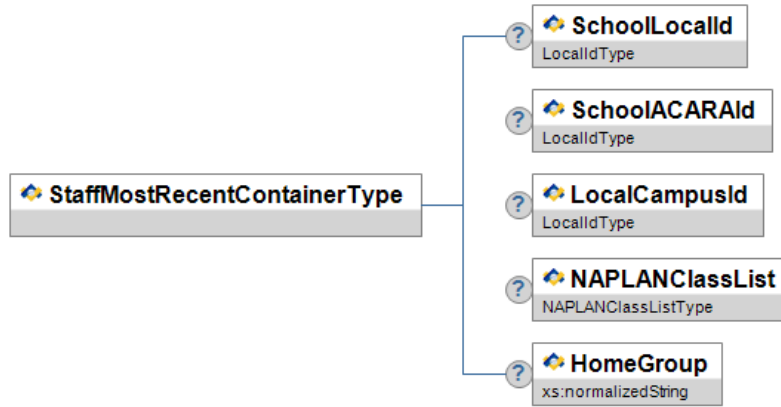 ?
SchoolLocalId
LocalIdType
?
SchoolACARAId
LocalIdType
StaffMostRecentContainerType
?
LocalCampusId
LocalIdType
?
NAPLANClassList
NAPLANClassListType
?
HomeGroup
xs:normalizedString